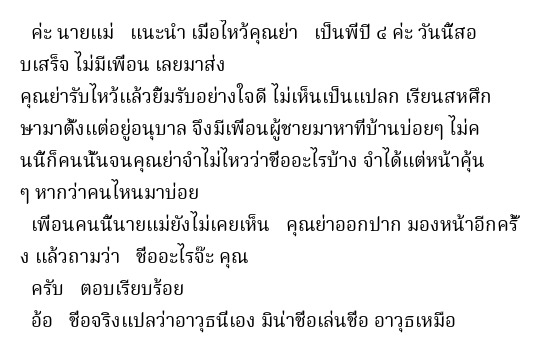 ค่ะ นายแม่   แนะนำ เมื่อไหว้คุณย่า   เป็นพี่ปี ๔ ค่ะ วันนี้สอ
บเสร็จ ไม่มีเพื่อน เลยมาส่ง
คุณย่ารับไหว้แล้วยิ้มรับอย่างใจดี ไม่เห็นเป็นแปลก เรียนสหศึก
ษามาตั้งแต่อยู่อนุบาล จึงมีเพื่อนผู้ชายมาหาที่บ้านบ่อยๆ ไม่ค
นนี้ก็คนนั้นจนคุณย่าจำไม่ไหวว่าชื่ออะไรบ้าง จำได้แต่หน้าคุ้น
ๆ หากว่าคนไหนมาบ่อย
เพื่อนคนนี้นายแม่ยังไม่เคยเห็น   คุณย่าออกปาก มองหน้าอีกครั้
ง แล้วถามว่า   ชื่ออะไรจ๊ะ คุณ
ครับ   ตอบเรียบร้อย
อ้อ   ชื่อจริงแปลว่าอาวุธนี่เอง มิน่าชื่อเล่นชื่อ อาวุธเหมือ